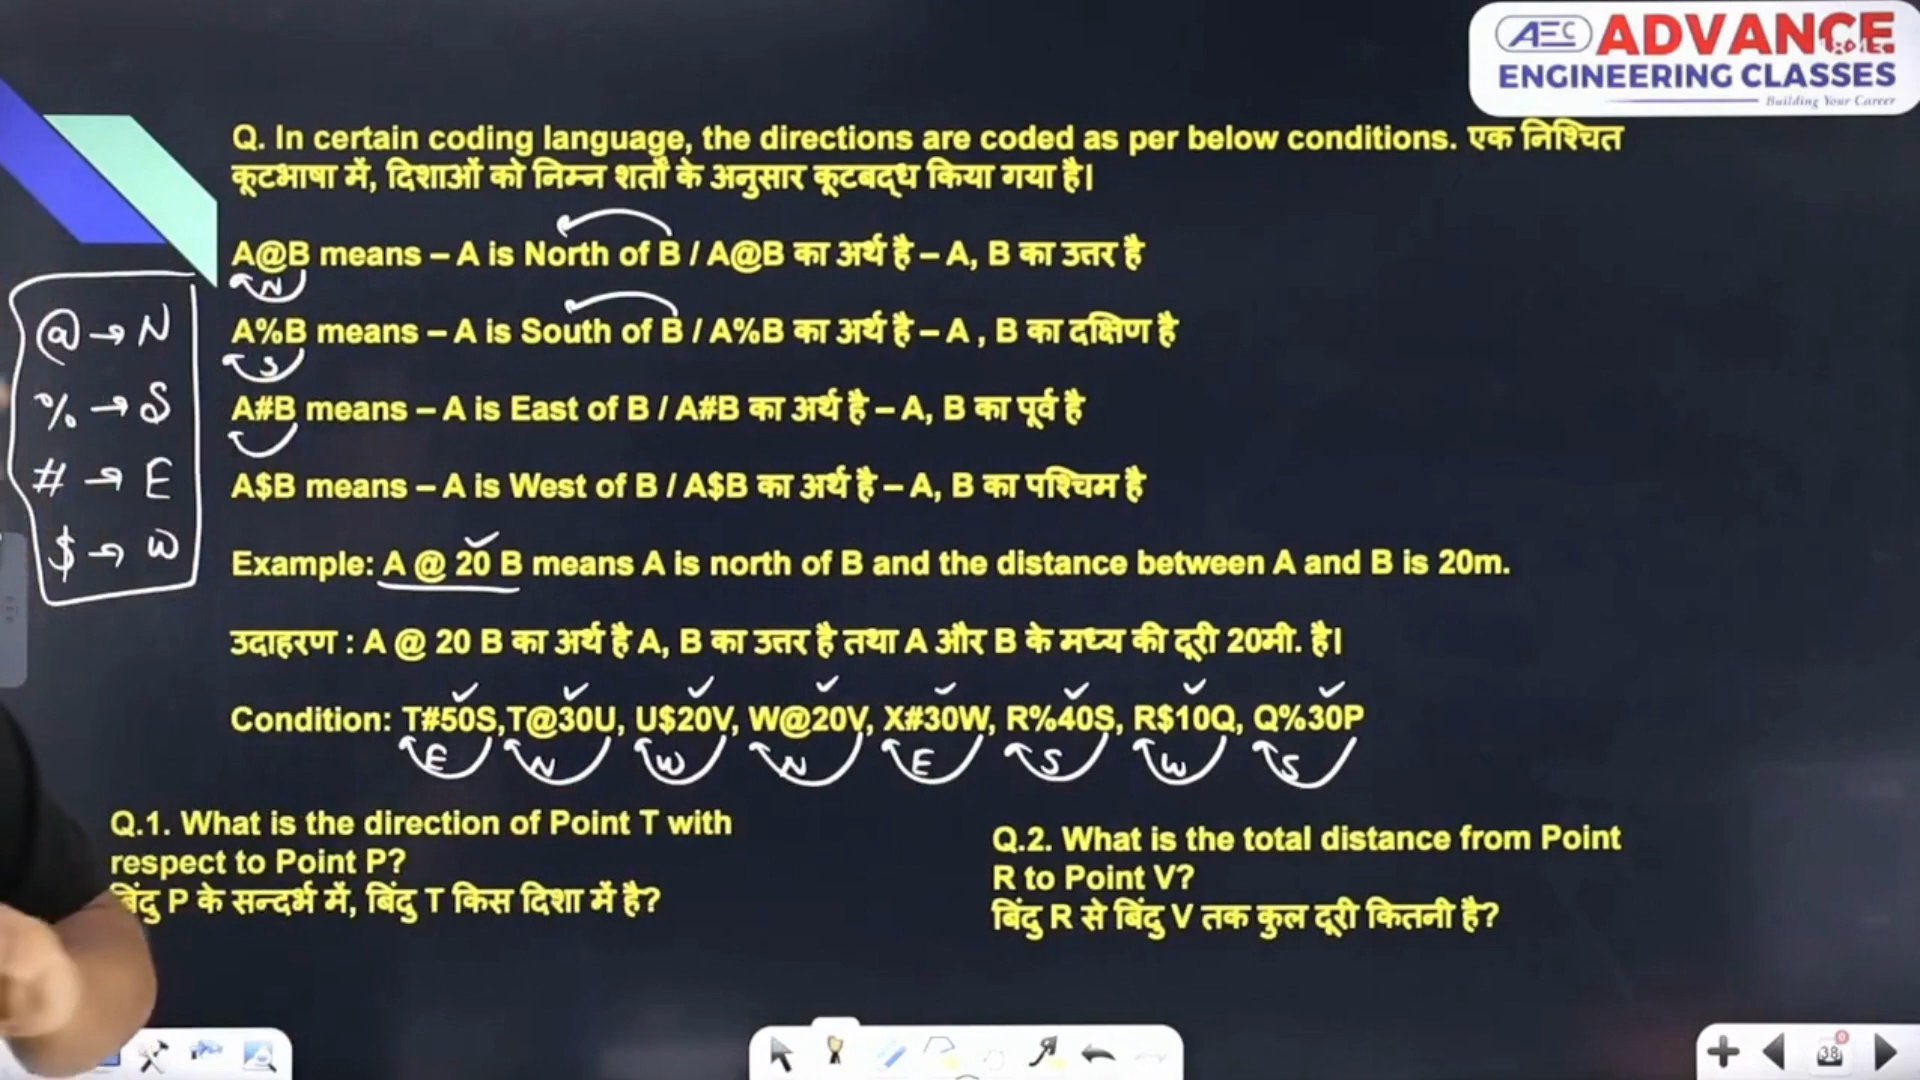 AEC ADVANCE
ENGINEERING CLASSES
Building Your Career
Q. In certain coding language, the directions are coded as per below conditions. एक निश्चित
कूटभाषा में, दिशाओं को निम्न शर्तों के अनुसार कूटबद्ध किया गया है।
A@B means – A is North of B / A@B का अर्थ है – A, B का उत्तर है
N
@ → N
A%B means – A is South of B / A%B का अर्थ है – A , B का दक्षिण है
S
% → S
A#B means – A is East of B / A#B का अर्थ है – A, B का पूर्व है
# → E
A$B means – A is West of B / A$B का अर्थ है – A, B का पश्चिम है
$ → W
Example: A @ 20 B means A is north of B and the distance between A and B is 20m.
उदाहरण : A @ 20 B का अर्थ है A, B का उत्तर है तथा A और B के मध्य की दूरी 20मी. है।
Condition: T#50S,T@30U, U$20V, W@20V, X#30W, R%40S, R$10Q, Q%30P
E N W N E S W S
Q.1. What is the direction of Point T with
respect to Point P?
बिंदु P के सन्दर्भ में, बिंदु T किस दिशा में है?
Q.2. What is the total distance from Point
R to Point V?
बिंदु R से बिंदु V तक कुल दूरी कितनी है?
38